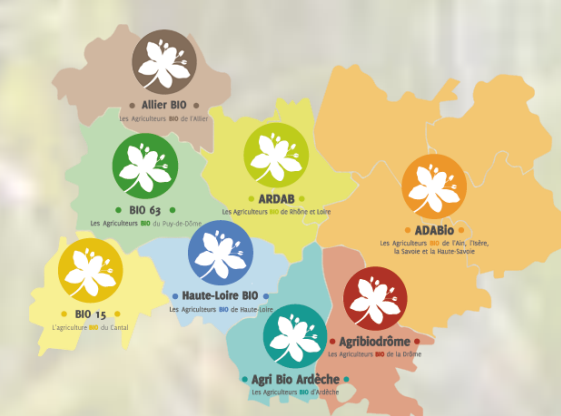 • Allier BIO •
Les Agriculteurs BIO de l'Allier
• BIO 63 •
Les Agriculteurs BIO du Puy-de-Dôme
• ARDAB •
Les Agriculteurs BIO de Rhône et Loire
• ADABio •
Les Agriculteurs BIO de l'Ain, l'Isère,
la Savoie et la Haute-Savoie
• BIO 15 •
L'agriculture BIO du Cantal
• Haute-Loire BIO •
Les Agriculteurs BIO de Haute-Loire
• Agribiodrôme •
Les Agriculteurs BIO de la Drôme
• Agri Bio Ardèche •
Les Agriculteurs BIO d'Ardèche